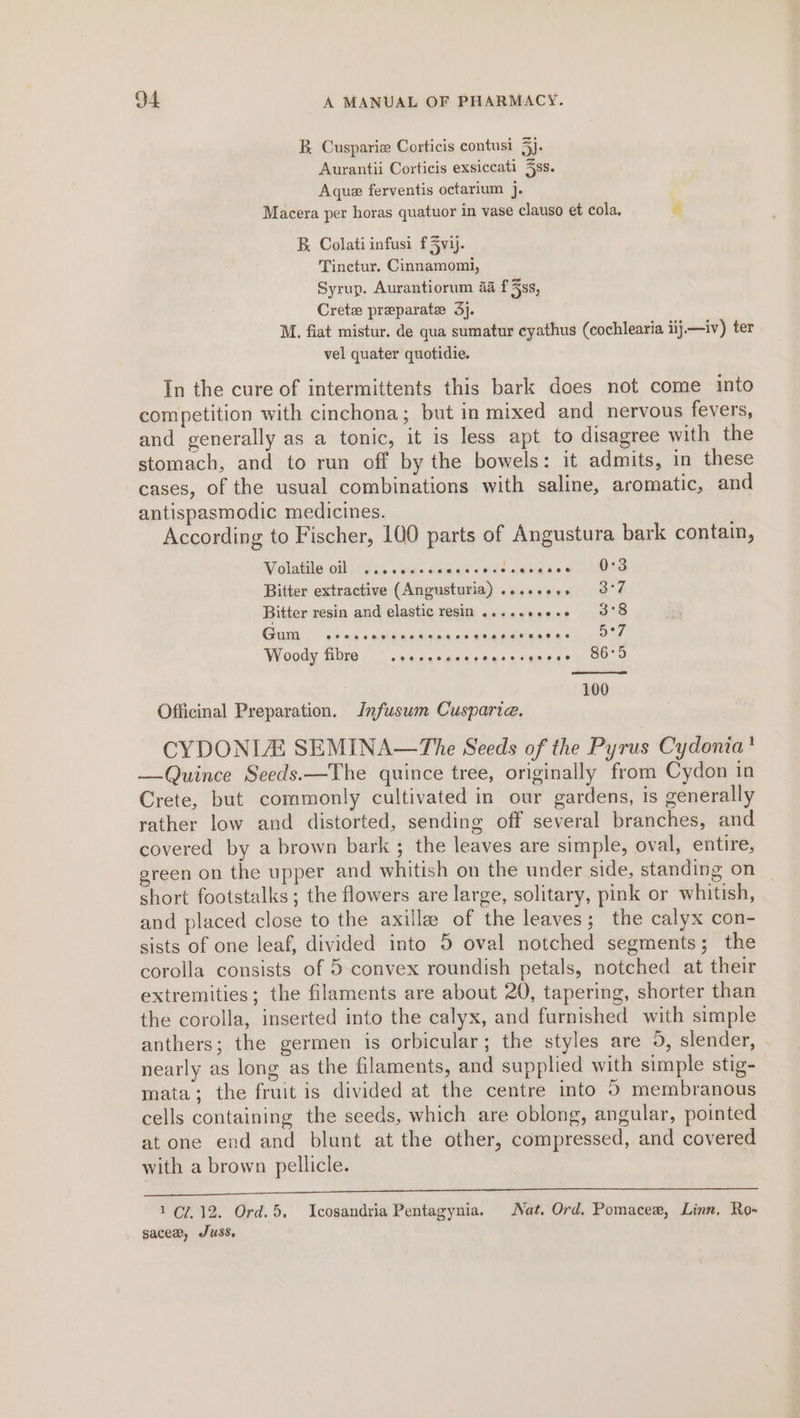 94 A MANUAL OF PHARMACY.
℞ Cuspariæ Corticis contusi ʒj.
Aurantii Corticis exsiccati ʒss.
Aquæ ferventis octarium j.
Macera per horas quatuor in vase clauso et cola.
℞ Colati infusi f ʒvij.
Tinctur. Cinnamomi,
Syrup. Aurantiorum āā f ʒss,
Cretæ præparatæ ʒj.
M. fiat mistur. de qua sumatur cyathus (cochlearia iij.—iv) ter
vel quater quotidie.
In the cure of intermittents this bark does not come into
competition with cinchona; but in mixed and nervous fevers,
and generally as a tonic, it is less apt to disagree with the
stomach, and to run off by the bowels: it admits, in these
cases, of the usual combinations with saline, aromatic, and
antispasmodic medicines.
According to Fischer, 100 parts of Angustura bark contain,
Volatile oil ........................ 0·3
Bitter extractive (Angusturia) ........ 3·7
Bitter resin and elastic resin .......... 3·8
Gum ........................ 5·7
Woody fibre .................... 86·5
100
Officinal Preparation. Infusum Cuspariæ.
CYDONIÆ SEMINA—The Seeds of the Pyrus Cydonia ¹
—Quince Seeds.—The quince tree, originally from Cydon in
Crete, but commonly cultivated in our gardens, is generally
rather low and distorted, sending off several branches, and
covered by a brown bark; the leaves are simple, oval, entire,
green on the upper and whitish on the under side, standing on
short footstalks; the flowers are large, solitary, pink or whitish,
and placed close to the axillæ of the leaves; the calyx con-
sists of one leaf, divided into 5 oval notched segments; the
corolla consists of 5 convex roundish petals, notched at their
extremities; the filaments are about 20, tapering, shorter than
the corolla, inserted into the calyx, and furnished with simple
anthers; the germen is orbicular; the styles are 5, slender,
nearly as long as the filaments, and supplied with simple stig-
mata; the fruit is divided at the centre into 5 membranous
cells containing the seeds, which are oblong, angular, pointed
at one end and blunt at the other, compressed, and covered
with a brown pellicle.
¹ Cl. 12. Ord. 5. Icosandria Pentagynia. Nat. Ord. Pomaceæ, Linn. Ro-
saceæ, Juss.